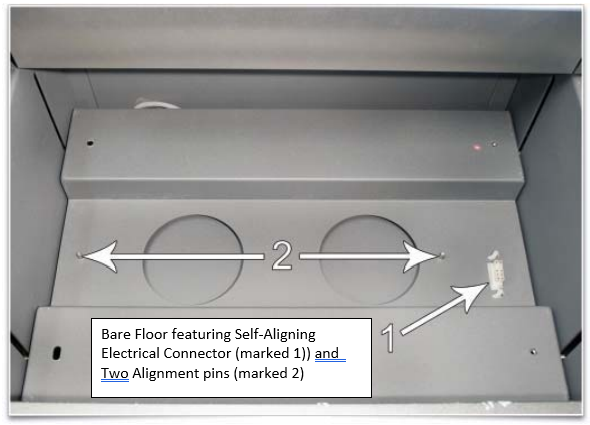 2
1
Bare Floor featuring Self-Aligning
Electrical Connector (marked 1)) and
Two Alignment pins (marked 2)